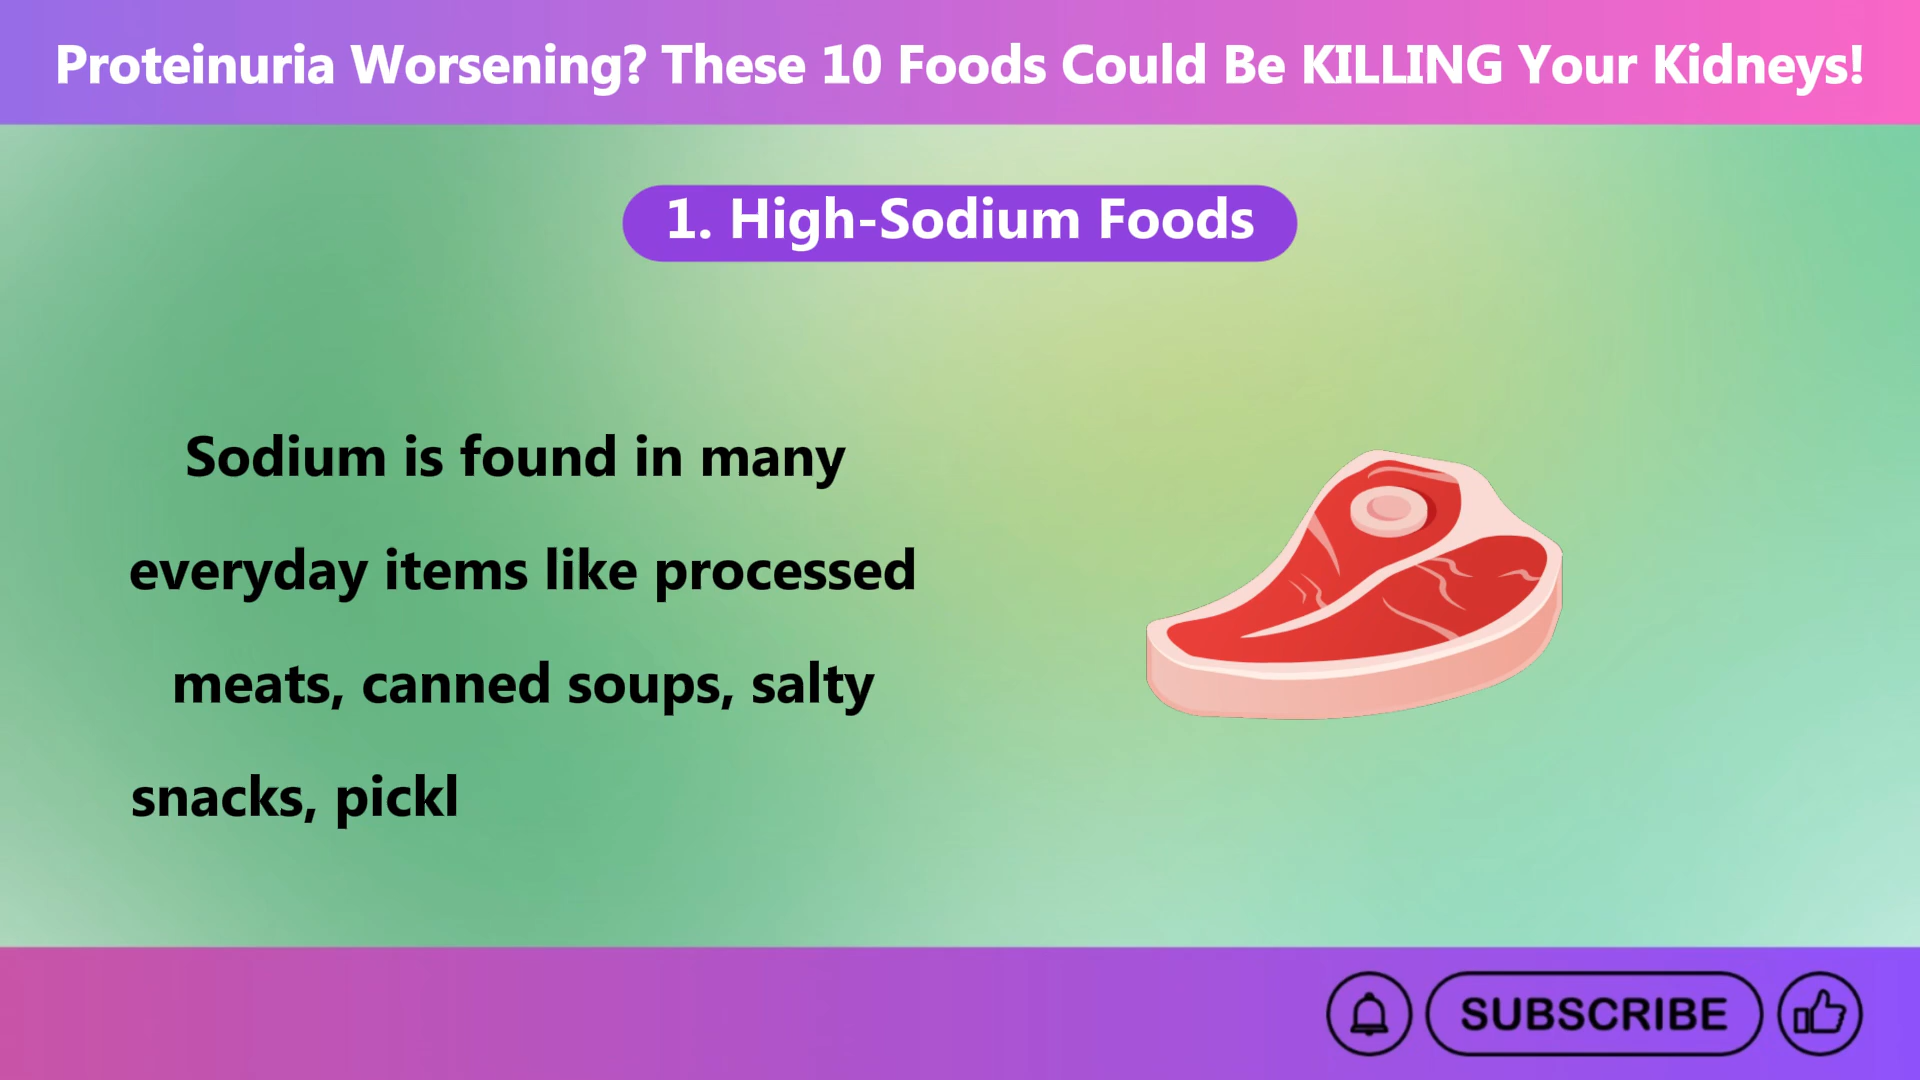 Proteinuria Worsening? These 10 Foods Could Be KILLING Your Kidneys!
1. High-Sodium Foods
Sodium is found in many
everyday items like processed
meats, canned soups, salty
snacks, pickl
SUBSCRIBE